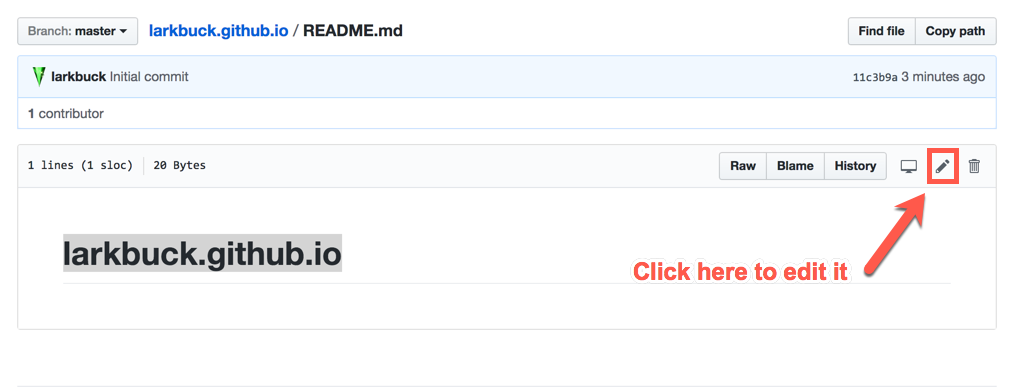 Branch: master larkbuck.github.io / README.md Find file Copy path
larkbuck Initial commit 11c3b9a 3 minutes ago
1 contributor
1 lines (1 sloc) 20 Bytes Raw Blame History
larkbuck.github.io
Click here to edit it